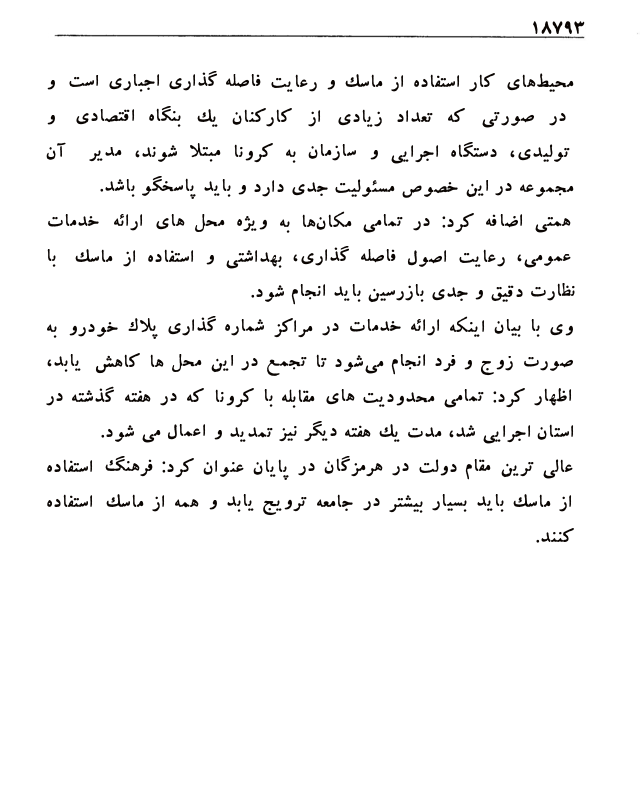 ۱۸۷۹۳
محیط‌های کار استفاده از ماسك و رعایت فاصله گذاری اجباری است و
در صورتی که تعداد زیادی از کارکنان یك بنگاه اقتصادی و
تولیدی، دستگاه اجرایی و سازمان به کرونا مبتلا شوند، مدیر آن
مجموعه در این خصوص مسئولیت جدی دارد و باید پاسخگو باشد.
همتی اضافه کرد: در تمامی مکان‌ها به ویژه محل های ارائه خدمات
عمومی، رعایت اصول فاصله گذاری، بهداشتی و استفاده از ماسك با
نظارت دقیق و جدی بازرسین باید انجام شود.
وی با بیان اینکه ارائه خدمات در مراکز شماره گذاری پلاك خودرو به
صورت زوج و فرد انجام می‌شود تا تجمع در این محل ها کاهش یابد،
اظهار کرد: تمامی محدودیت های مقابله با کرونا که در هفته گذشته در
استان اجرایی شد، مدت یك هفته دیگر نیز تمدید و اعمال می شود.
عالی ترین مقام دولت در هرمزگان در پایان عنوان کرد: فرهنگ استفاده
از ماسك باید بسیار بیشتر در جامعه ترویج یابد و همه از ماسك استفاده
کنند.